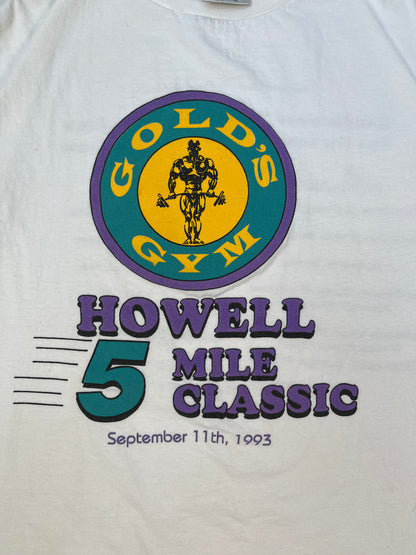 GOLD'S
GYM
HOWELL
5 MILE
CLASSIC
September 11th, 1993